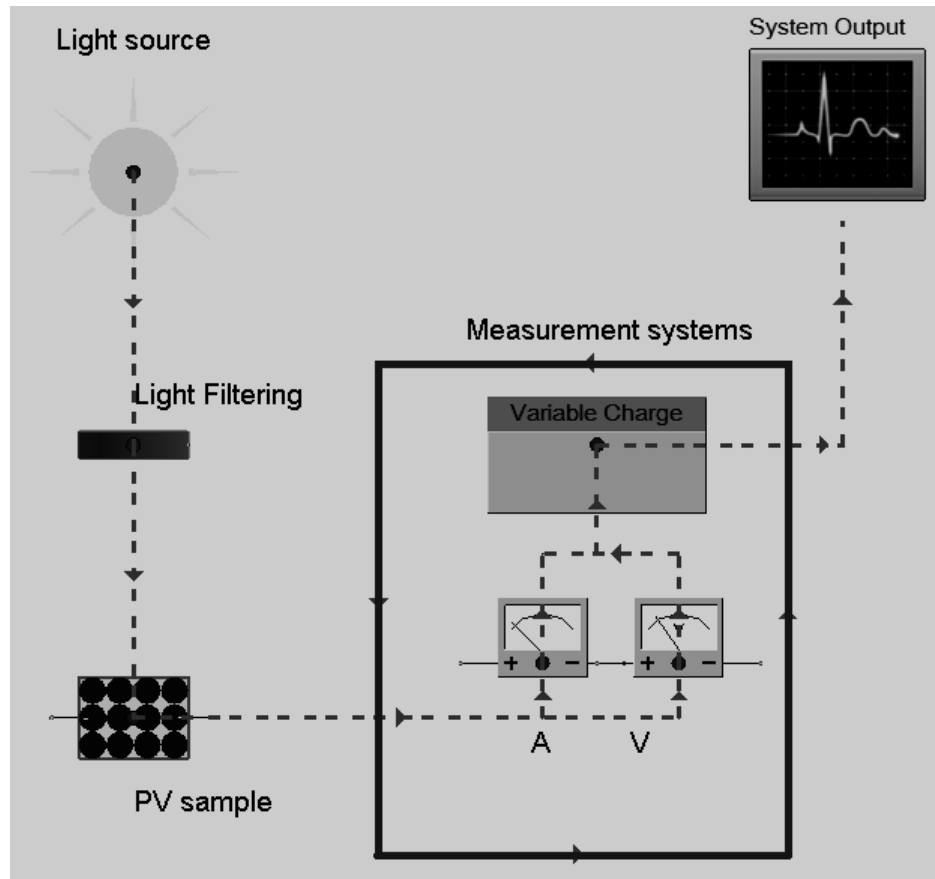 Light source
System Output
Measurement systems
Light Filtering
Variable Charge
+ - + -
A V
PV sample